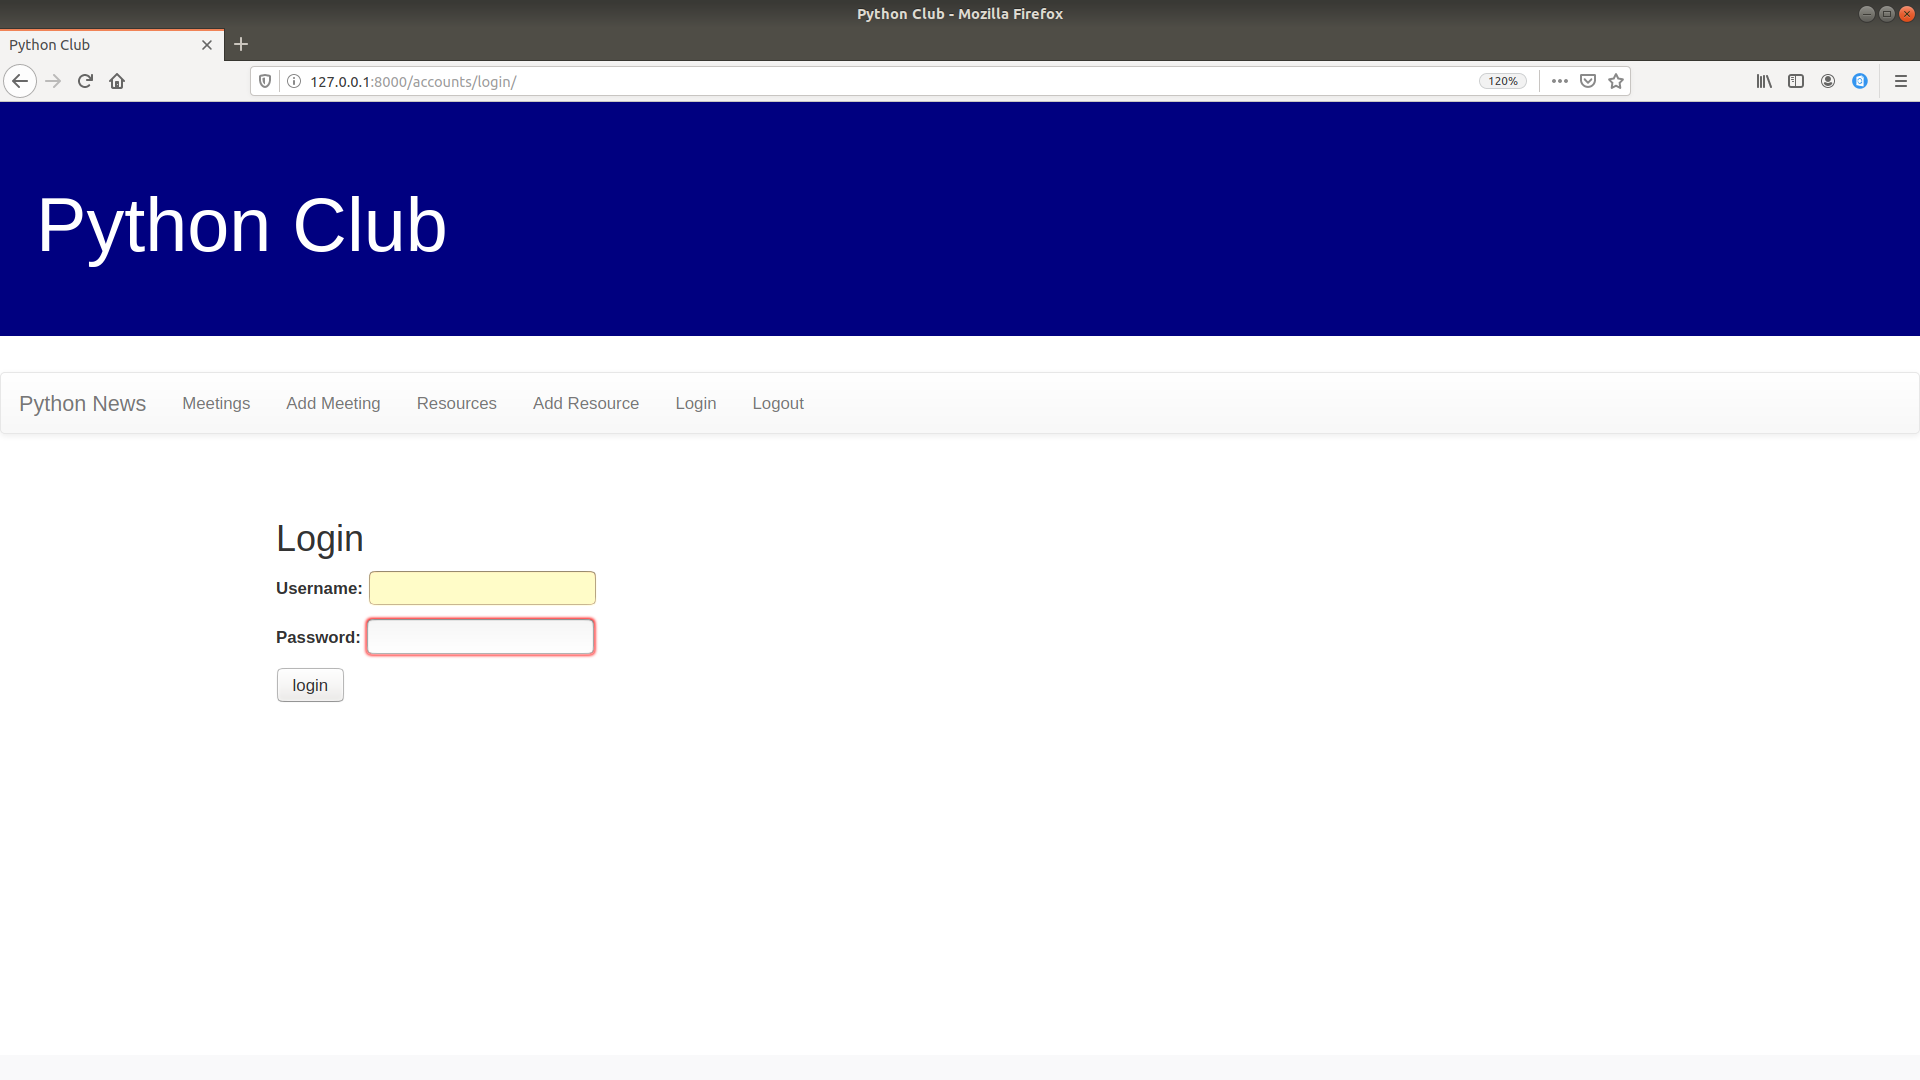 Python Club - Mozilla Firefox
Python Club
127.0.0.1:8000/accounts/login/
120%
Python Club
Python News Meetings Add Meeting Resources Add Resource Login Logout
Login
Username:
Password:
login